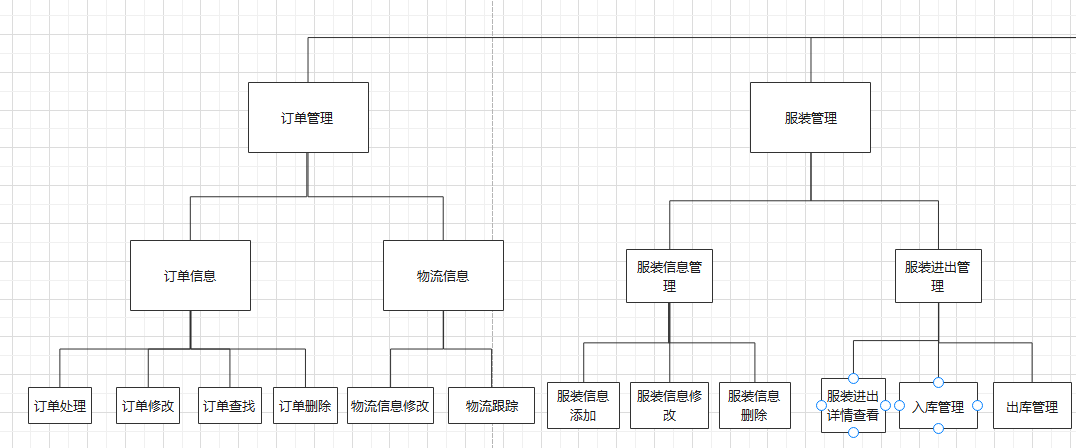 订单管理
服装管理
订单信息
物流信息
服装信息管
理
服装进出管
理
订单处理
订单修改
订单查找
订单删除
物流信息修改
物流跟踪
服装信息
添加
服装信息修
改
服装信息
删除
服装进出
详情查看
入库管理
出库管理